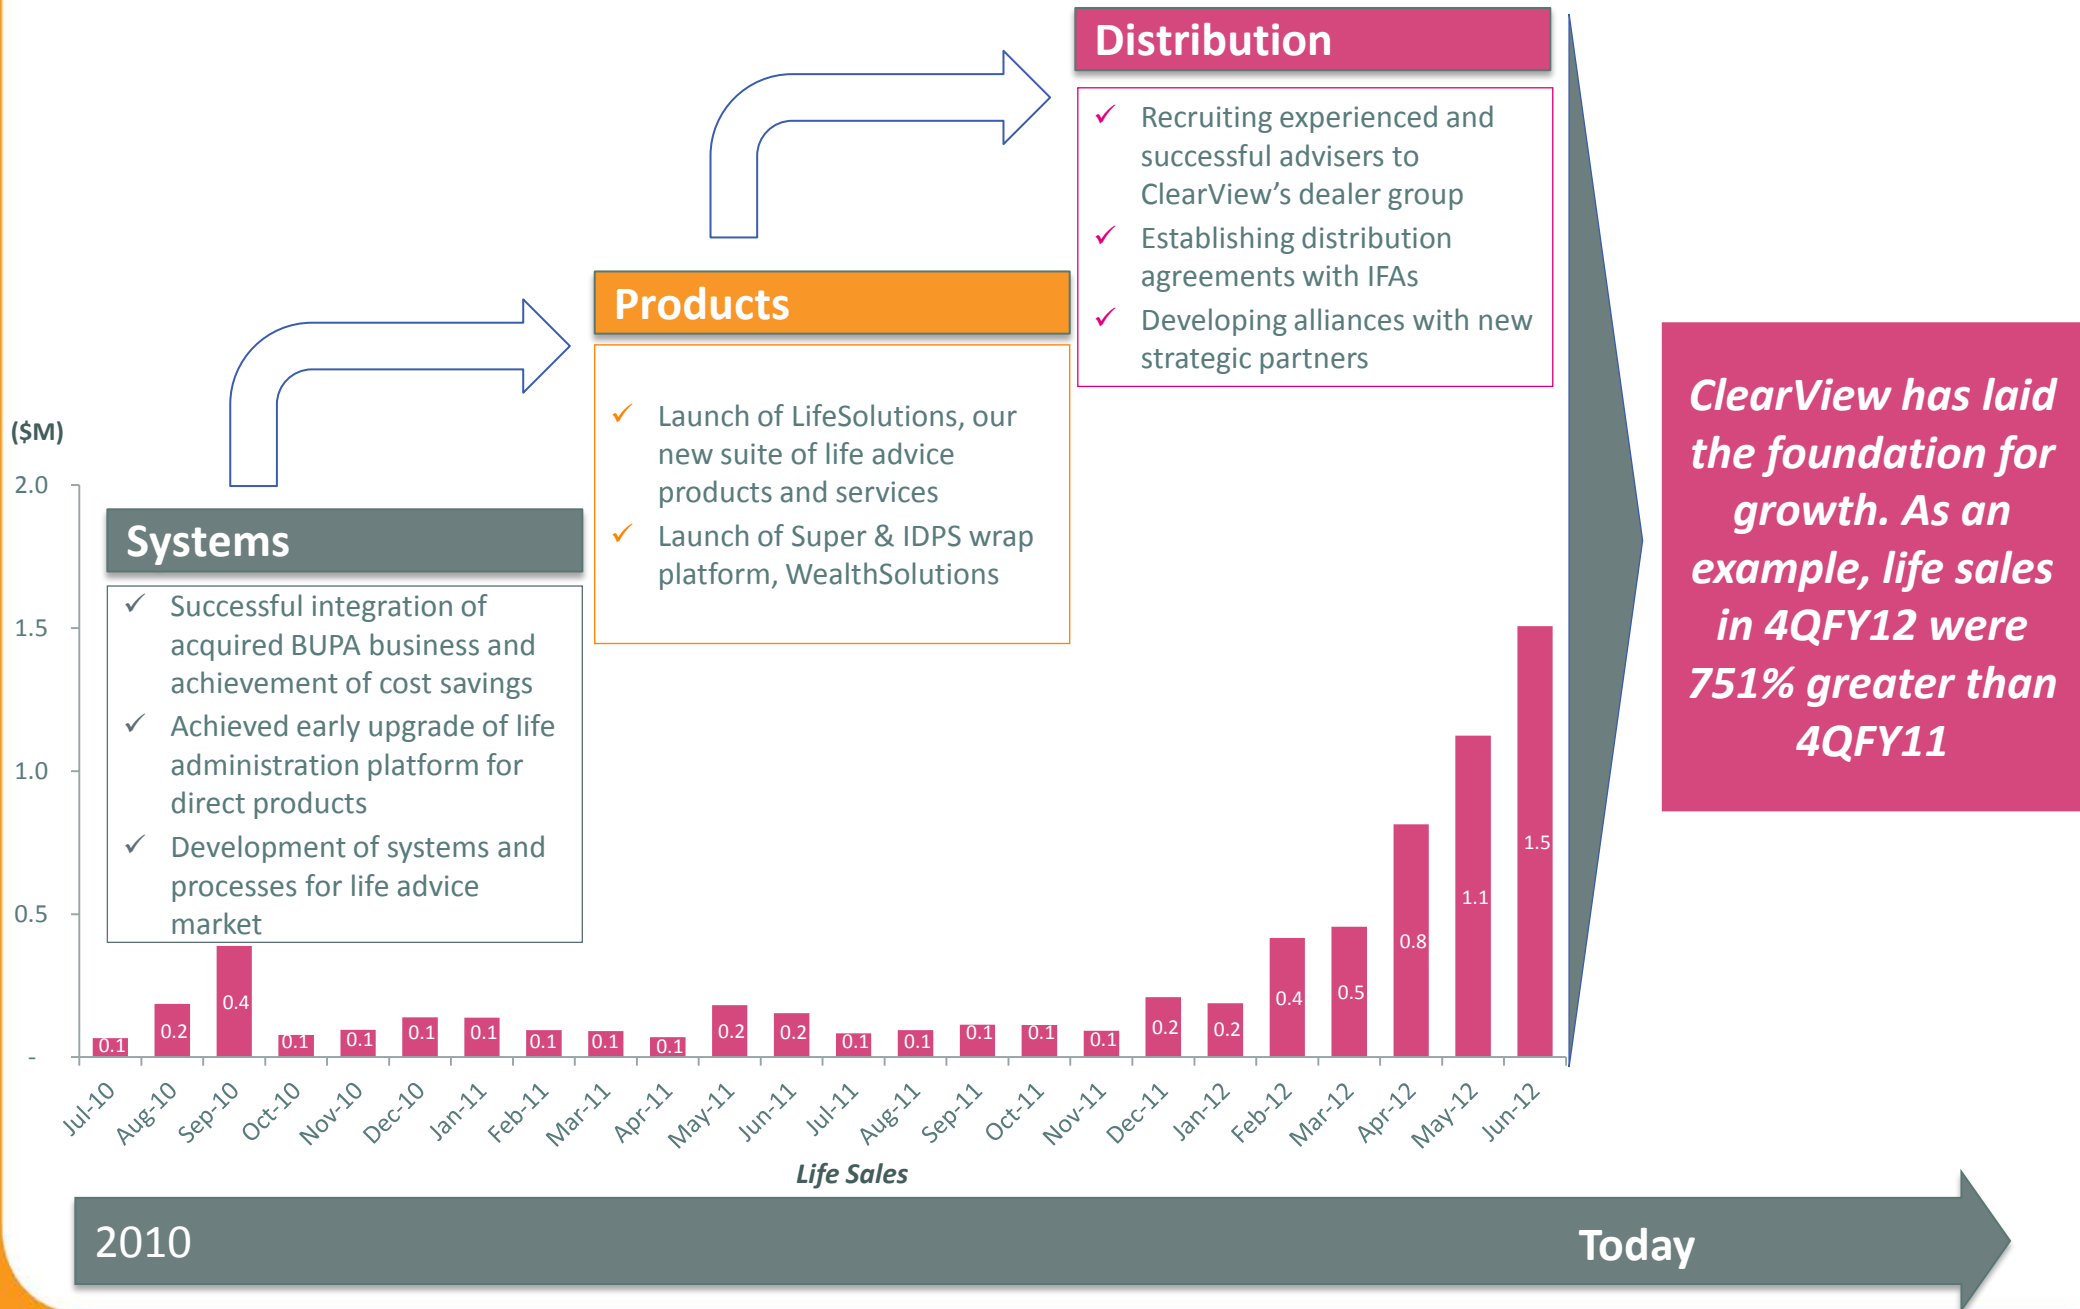 Distribution
Recruiting experienced and
successful advisers to
ClearView’s dealer group
Establishing distribution
agreements with IFAs
Developing alliances with new
strategic partners
Products
Launch of LifeSolutions, our
new suite of life advice
products and services
Launch of Super & IDPS wrap
platform, WealthSolutions
Systems
Successful integration of
acquired BUPA business and
achievement of cost savings
Achieved early upgrade of life
administration platform for
direct products
Development of systems and
processes for life advice
market
ClearView has laid
the foundation for
growth. As an
example, life sales
in 4QFY12 were
751% greater than
4QFY11
($M)
2.0
1.5
1.0
0.5
-
0.1 0.2 0.4 0.1 0.1 0.1 0.1 0.1 0.1 0.1 0.2 0.2 0.1 0.1 0.1 0.1 0.1 0.2 0.2 0.4 0.5 0.8 1.1 1.5
Jul-10 Aug-10 Sep-10 Oct-10 Nov-10 Dec-10 Jan-11 Feb-11 Mar-11 Apr-11 May-11 Jun-11 Jul-11 Aug-11 Sep-11 Oct-11 Nov-11 Dec-11 Jan-12 Feb-12 Mar-12 Apr-12 May-12 Jun-12
Life Sales
2010 Today